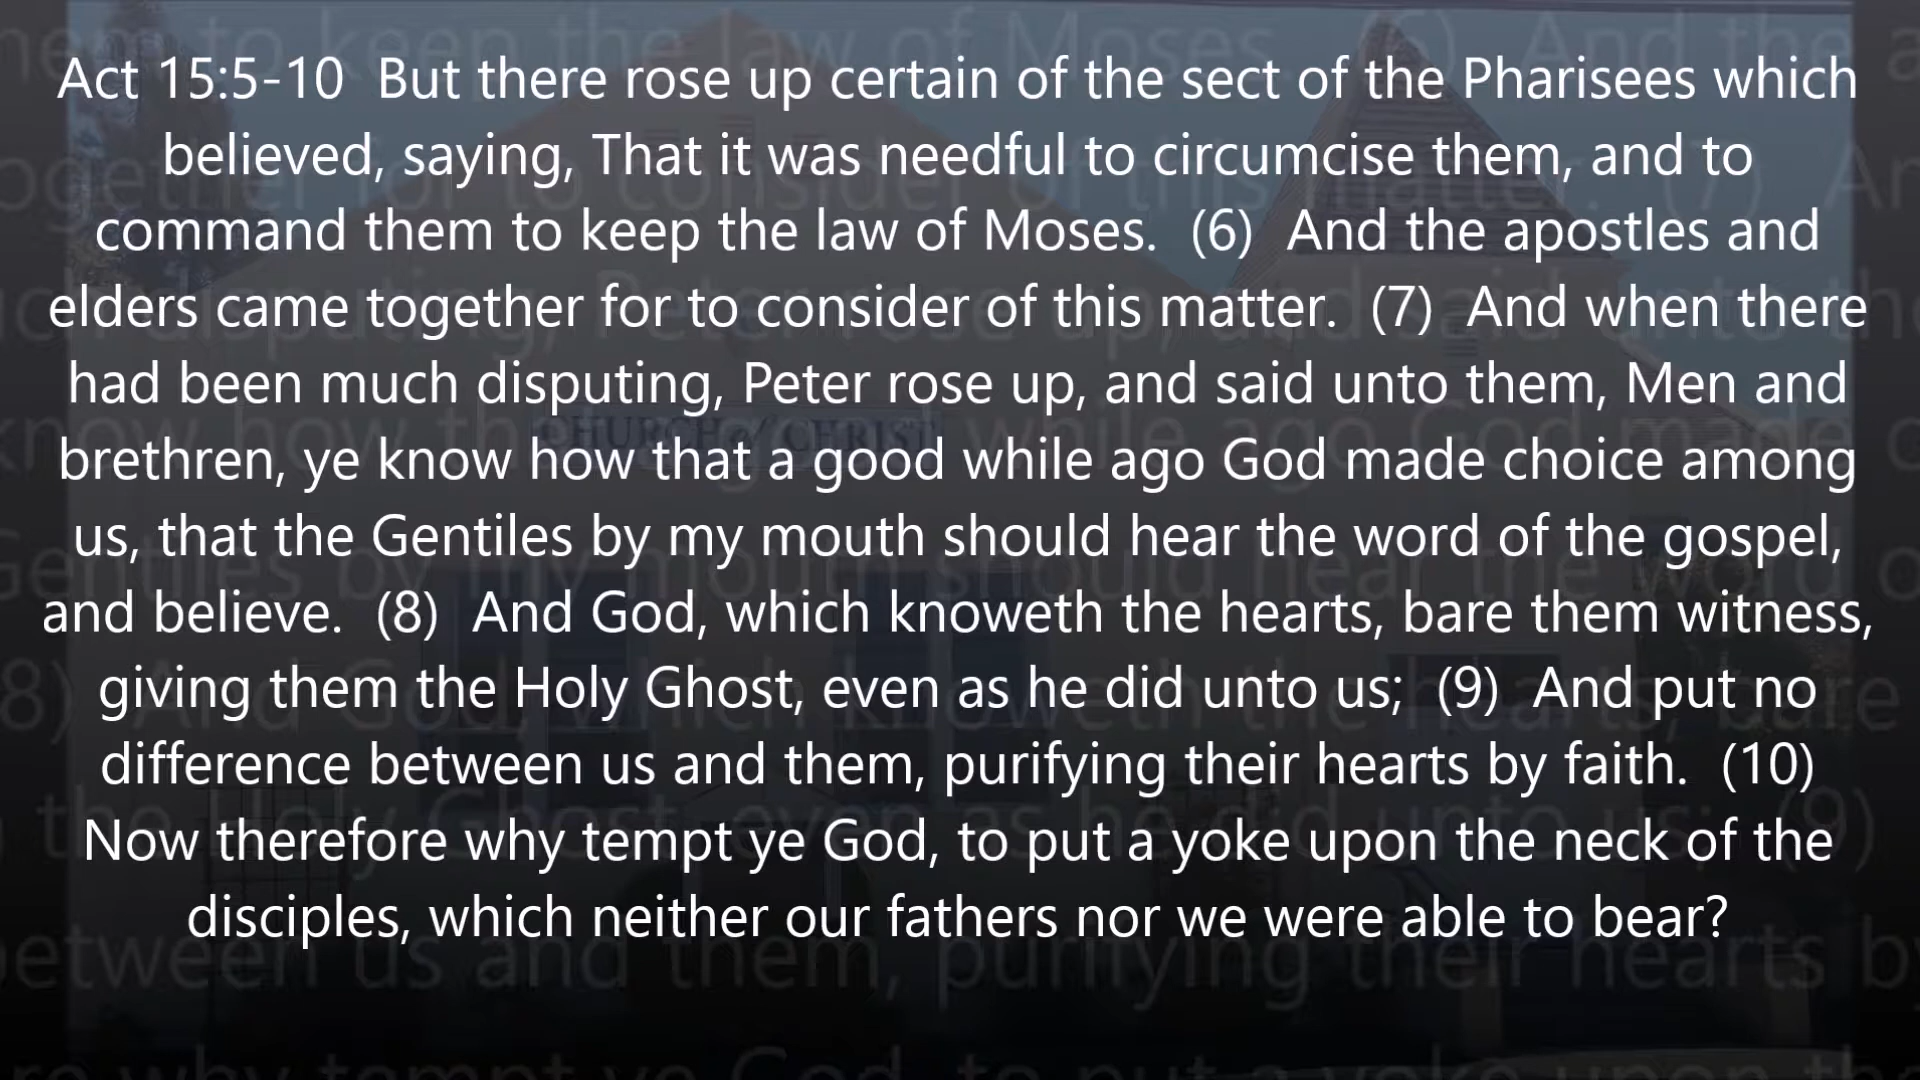 Act 15:5-10  But there rose up certain of the sect of the Pharisees which
believed, saying, That it was needful to circumcise them, and to
command them to keep the law of Moses.  (6)  And the apostles and
elders came together for to consider of this matter.  (7)  And when there
had been much disputing, Peter rose up, and said unto them, Men and
brethren, ye know how that a good while ago God made choice among
us, that the Gentiles by my mouth should hear the word of the gospel,
and believe.  (8)  And God, which knoweth the hearts, bare them witness,
giving them the Holy Ghost, even as he did unto us;  (9)  And put no
difference between us and them, purifying their hearts by faith.  (10)
Now therefore why tempt ye God, to put a yoke upon the neck of the
disciples, which neither our fathers nor we were able to bear?
CHURCH of CHRIST